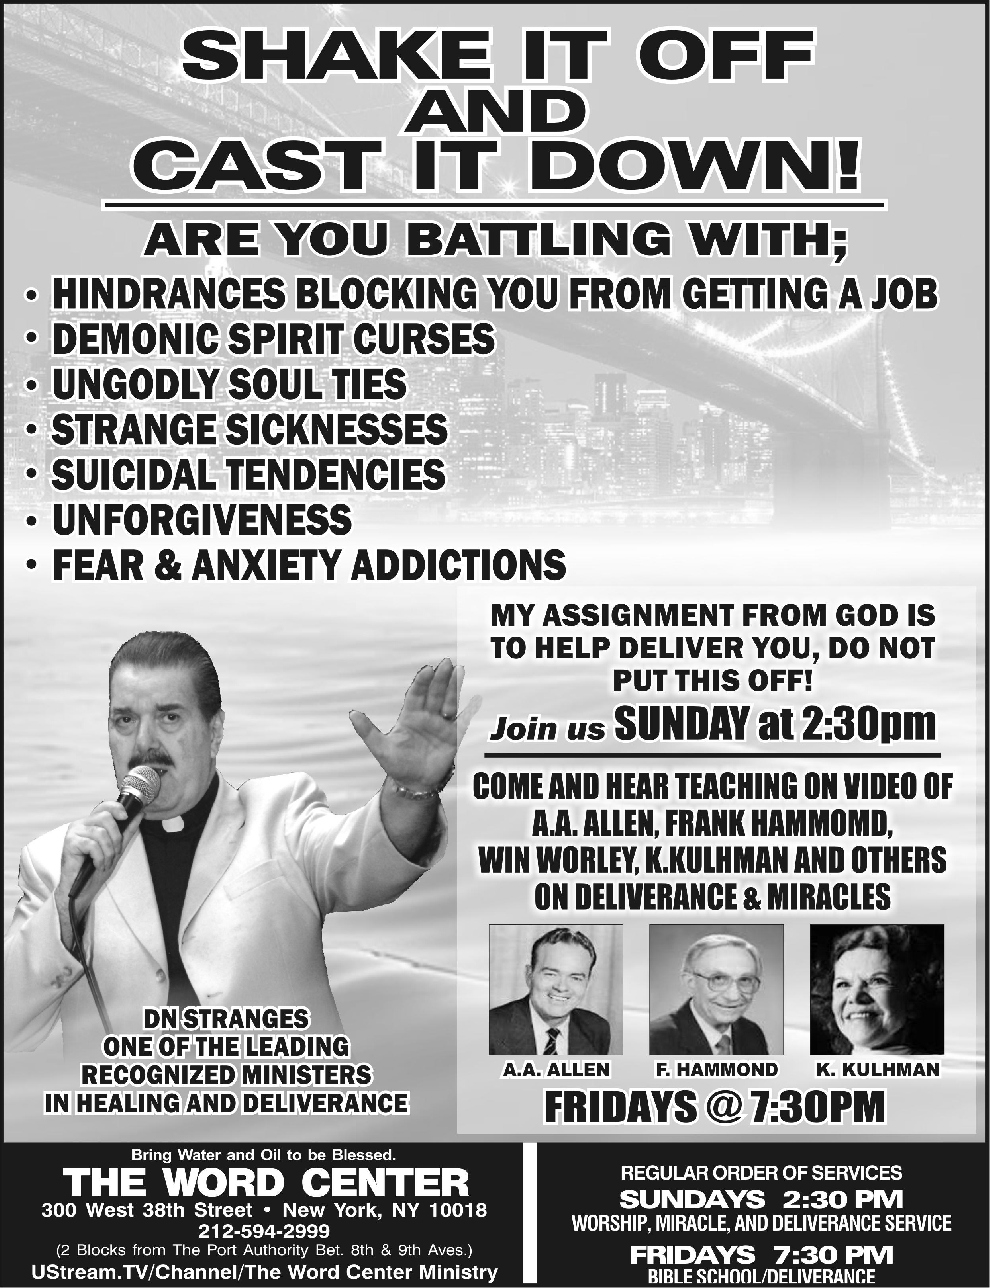 SHAKE IT OFF
AND
CAST IT DOWN!
ARE YOU BATTLING WITH;
• HINDRANCES BLOCKING YOU FROM GETTING A JOB
• DEMONIC SPIRIT CURSES
• UNGODLY SOUL TIES
• STRANGE SICKNESSES
• SUICIDAL TENDENCIES
• UNFORGIVENESS
• FEAR & ANXIETY ADDICTIONS
MY ASSIGNMENT FROM GOD IS
TO HELP DELIVER YOU, DO NOT
PUT THIS OFF!
Join us SUNDAY at 2:30pm
COME AND HEAR TEACHING ON VIDEO OF
A.A. ALLEN, FRANK HAMMOMD,
WIN WORLEY, K.KULHMAN AND OTHERS
ON DELIVERANCE & MIRACLES
A.A. ALLEN
F. HAMMOND
K. KULHMAN
FRIDAYS @ 7:30PM
DN STRANGES
ONE OF THE LEADING
RECOGNIZED MINISTERS
IN HEALING AND DELIVERANCE
Bring Water and Oil to be Blessed.
THE WORD CENTER
300 West 38th Street • New York, NY 10018
212-594-2999
(2 Blocks from The Port Authority Bet. 8th & 9th Aves.)
UStream.TV/Channel/The Word Center Ministry
REGULAR ORDER OF SERVICES
SUNDAYS 2:30 PM
WORSHIP, MIRACLE, AND DELIVERANCE SERVICE
FRIDAYS 7:30 PM
BIBLE SCHOOL/DELIVERANCE